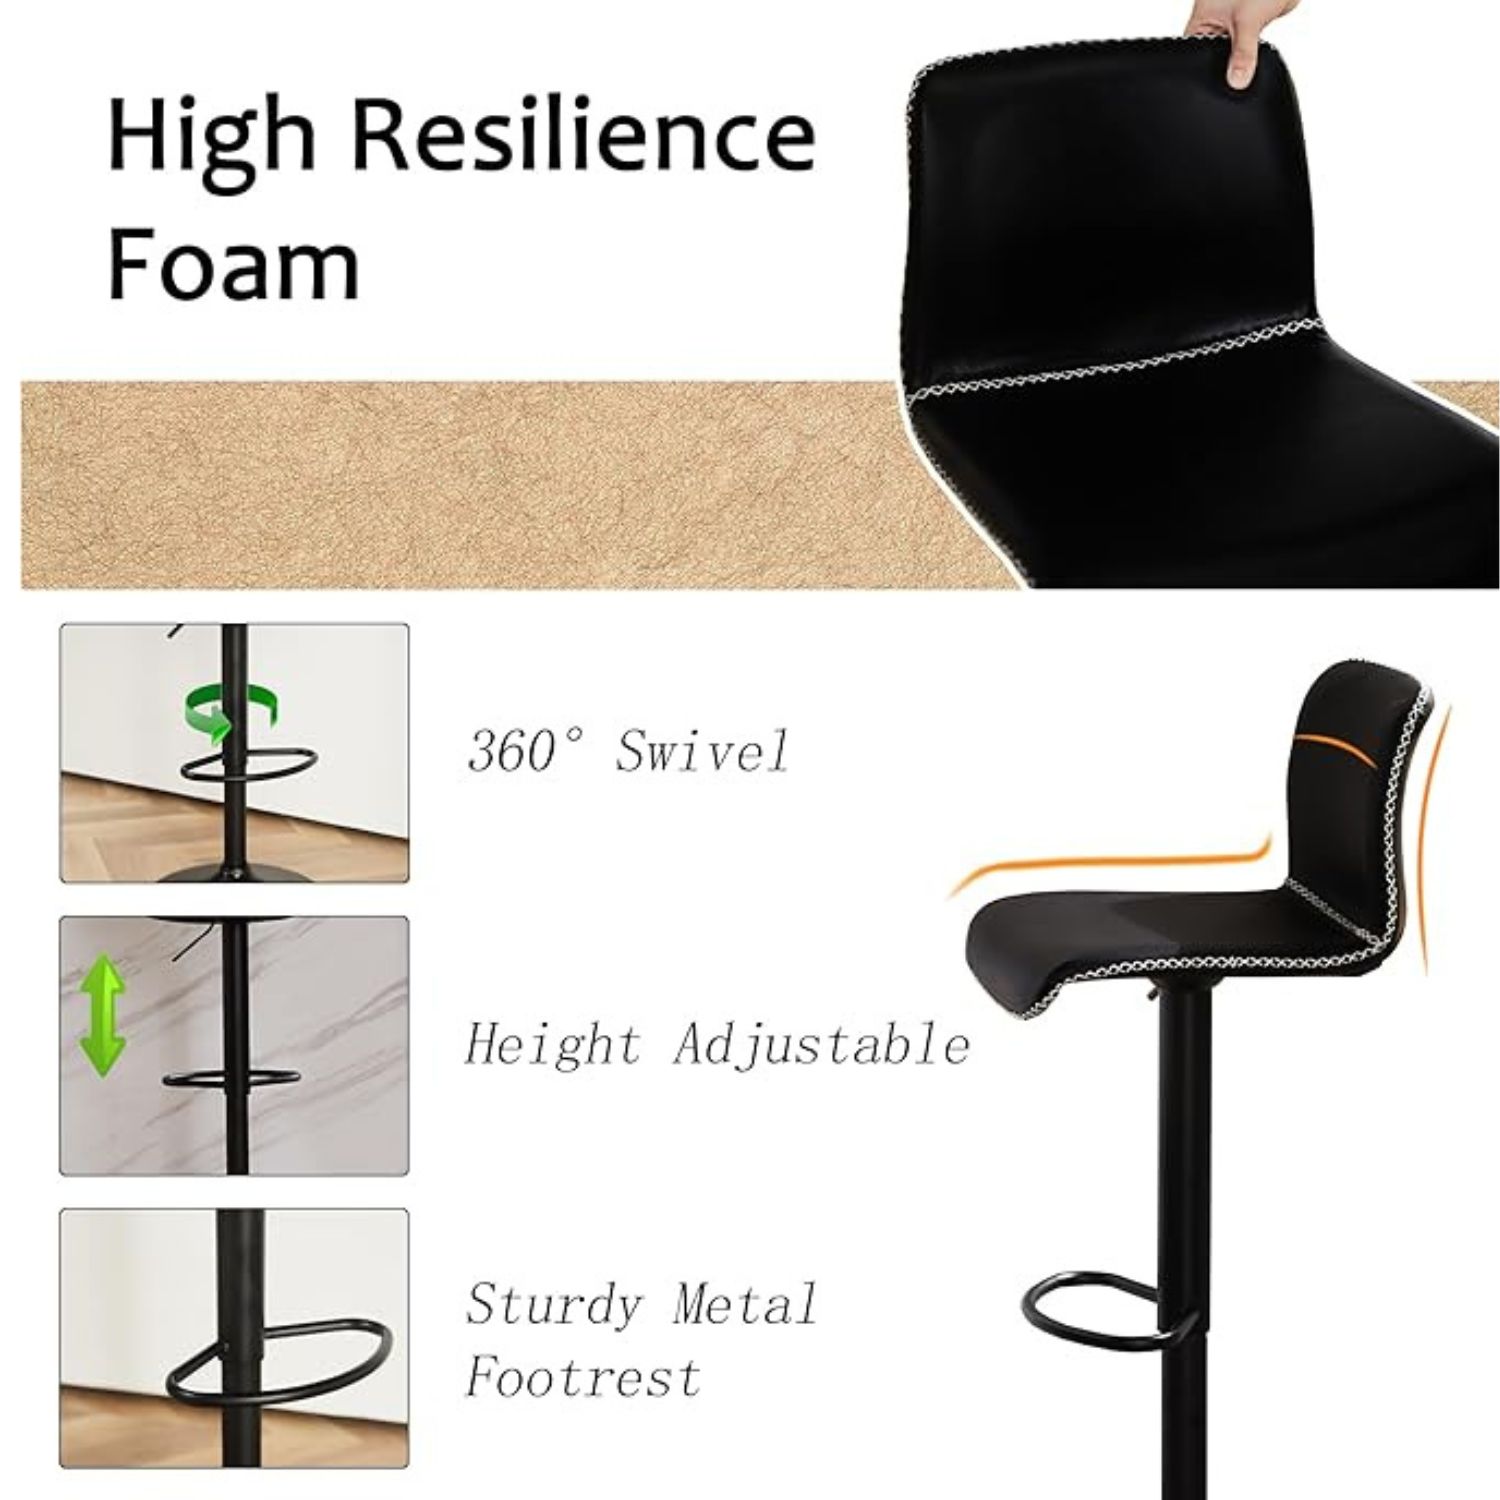 High Resilience
Foam
360° Swivel
Height Adjustable
Sturdy Metal
Footrest